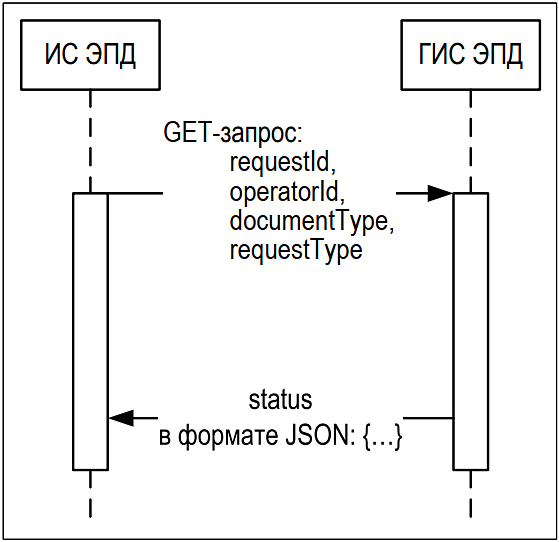 ИС ЭПД
ГИС ЭПД
GET-запрос:
requestId,
operatorId,
documentType,
requestType
status
в формате JSON: {…}